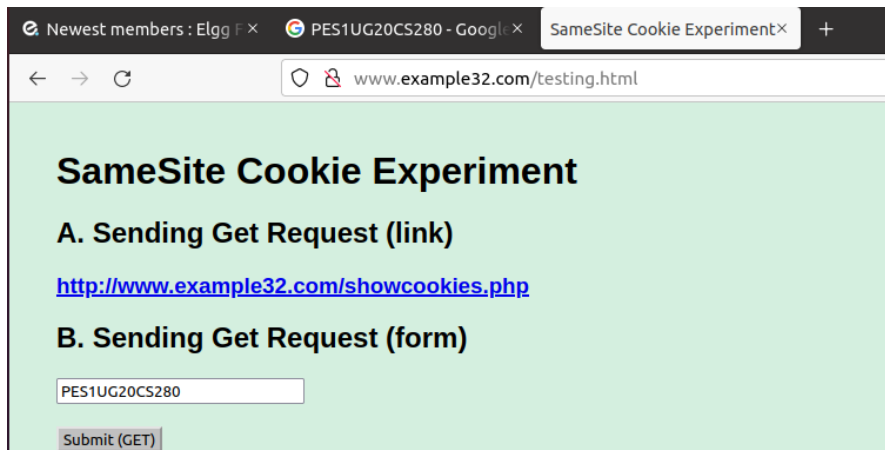 Newest members : Elgg F
PES1UG20CS280 - Google
SameSite Cookie Experiment
www.example32.com/testing.html
SameSite Cookie Experiment
A. Sending Get Request (link)
http://www.example32.com/showcookies.php
B. Sending Get Request (form)
PES1UG20CS280
Submit (GET)